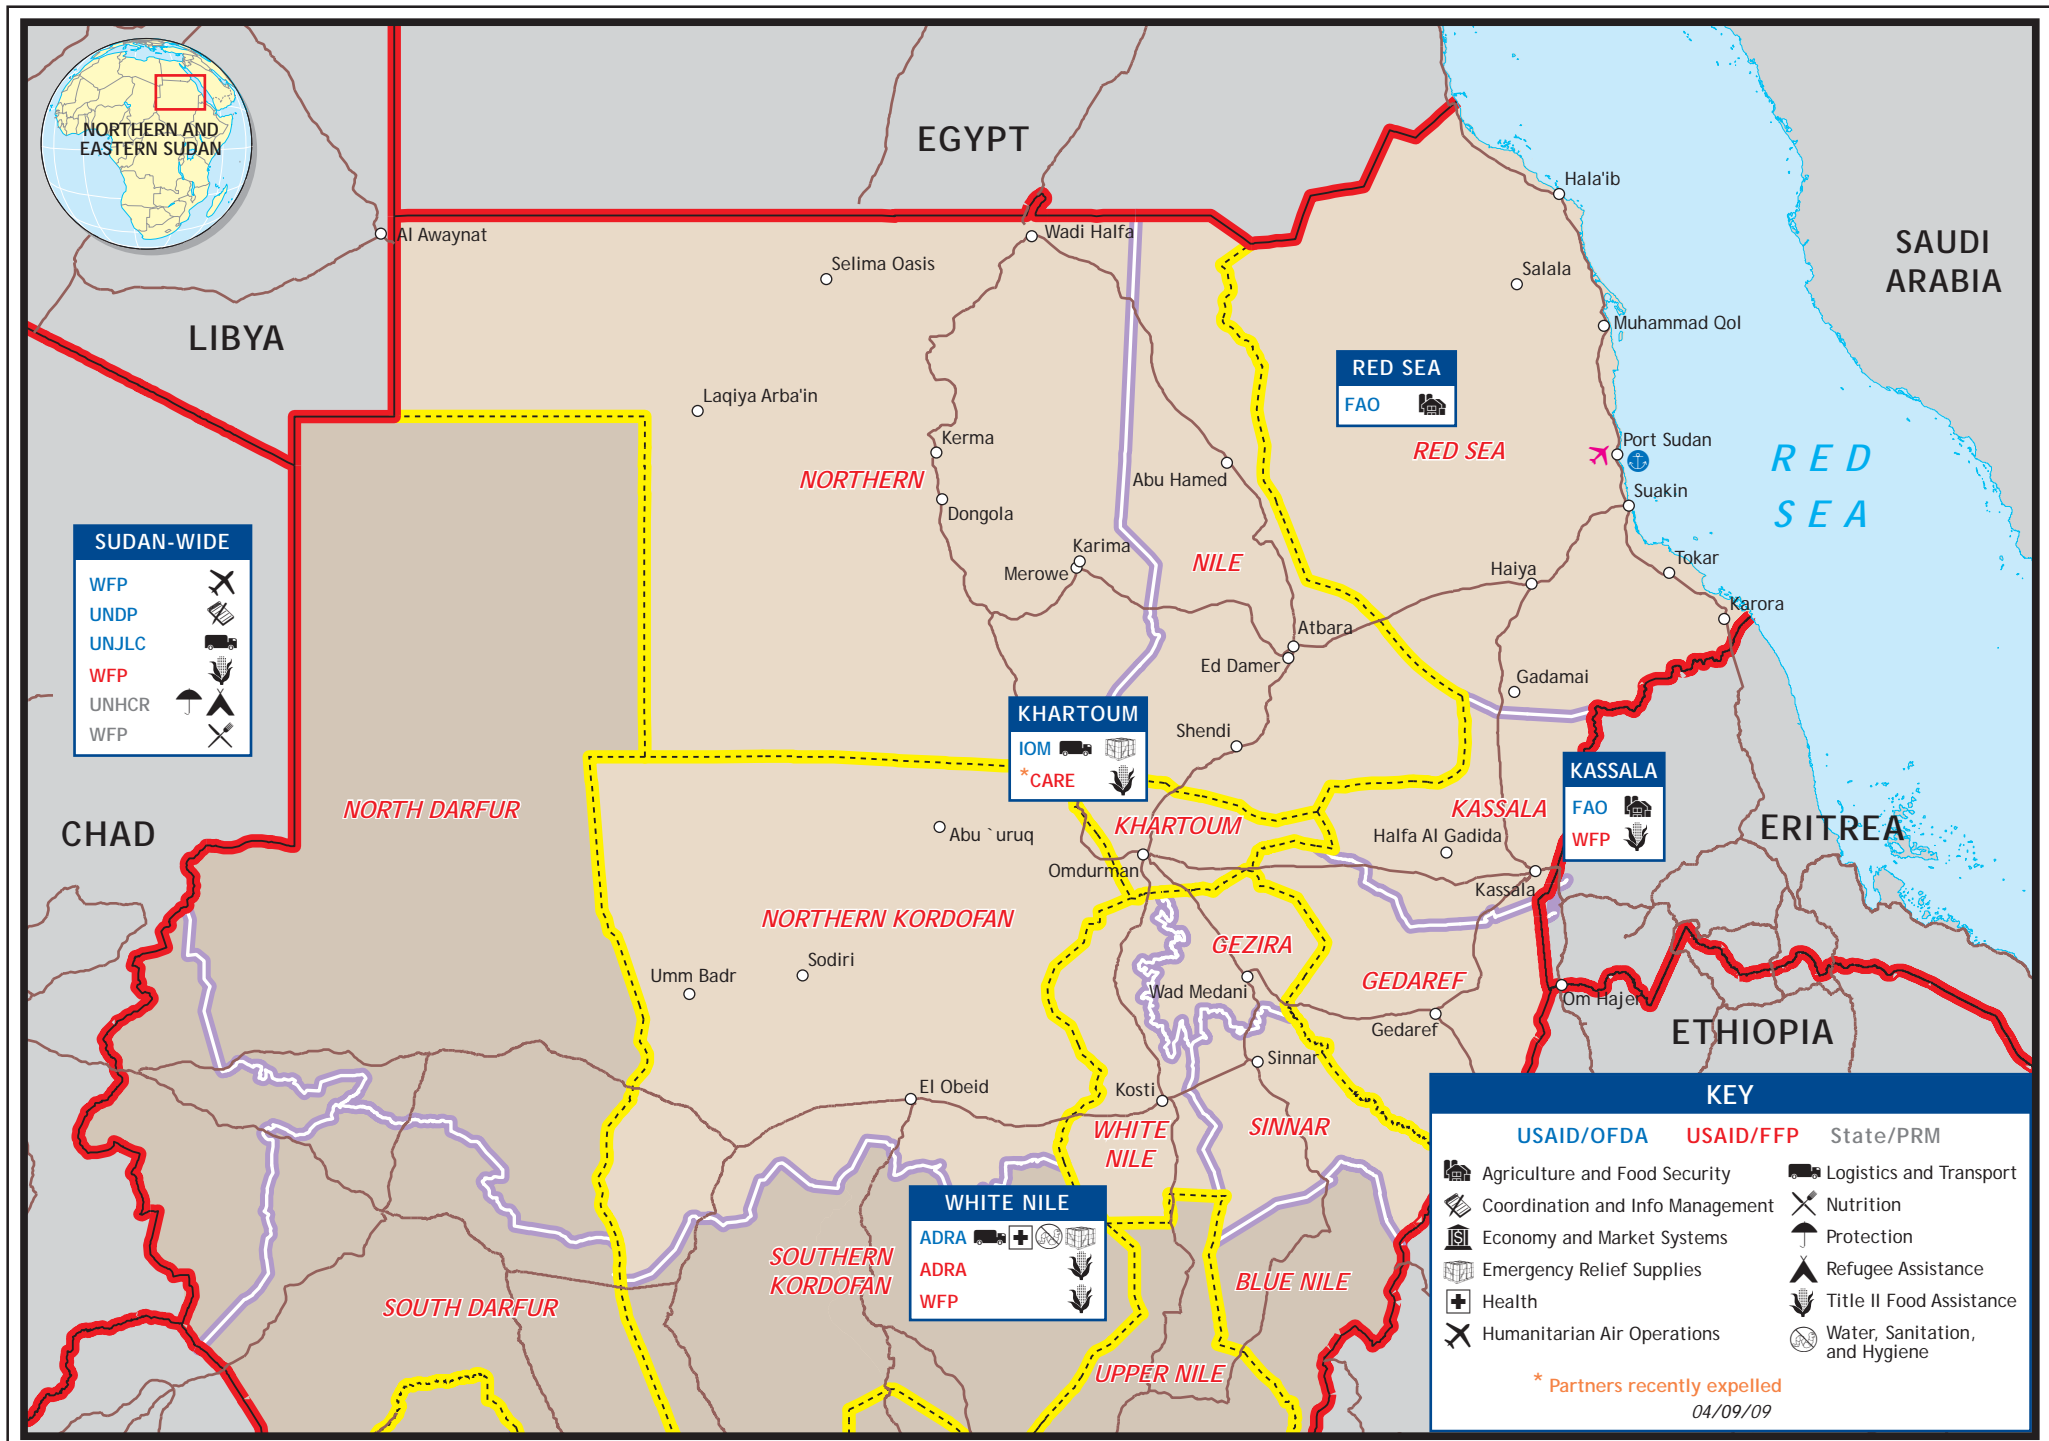 NORTHERN AND
EASTERN SUDAN
EGYPT
LIBYA
SAUDI
ARABIA
CHAD
ERITREA
ETHIOPIA
RED
SEA
Al Awaynat
Wadi Halfa
Hala'ib
Selima Oasis
Salala
Muhammad Qol
Laqiya Arba'in
Kerma
NORTHERN
Dongola
Abu Hamed
RED SEA
FAO
RED SEA
Port Sudan
Suakin
Karima
Merowe
NILE
Haiya
Tokar
Karora
Atbara
Ed Damer
Gadamai
Shendi
SUDAN-WIDE
WFP
UNDP
UNJLC
WFP
UNHCR
WFP
KHARTOUM
IOM
*CARE
KASSALA
FAO
WFP
NORTH DARFUR
Abu `uruq
KHARTOUM
KASSALA
Halfa Al Gadida
Omdurman
Kassala
NORTHERN KORDOFAN
Sodiri
Umm Badr
GEZIRA
Wad Medani
GEDAREF
Gedaref
Om Hajer
Sinnar
El Obeid
Kosti
WHITE
NILE
SINNAR
WHITE NILE
ADRA
ADRA
WFP
SOUTHERN
KORDOFAN
SOUTH DARFUR
BLUE NILE
UPPER NILE
KEY
USAID/OFDA USAID/FFP State/PRM
Agriculture and Food Security
Coordination and Info Management
Economy and Market Systems
Emergency Relief Supplies
Health
Humanitarian Air Operations
Logistics and Transport
Nutrition
Protection
Refugee Assistance
Title II Food Assistance
Water, Sanitation,
and Hygiene
* Partners recently expelled
04/09/09